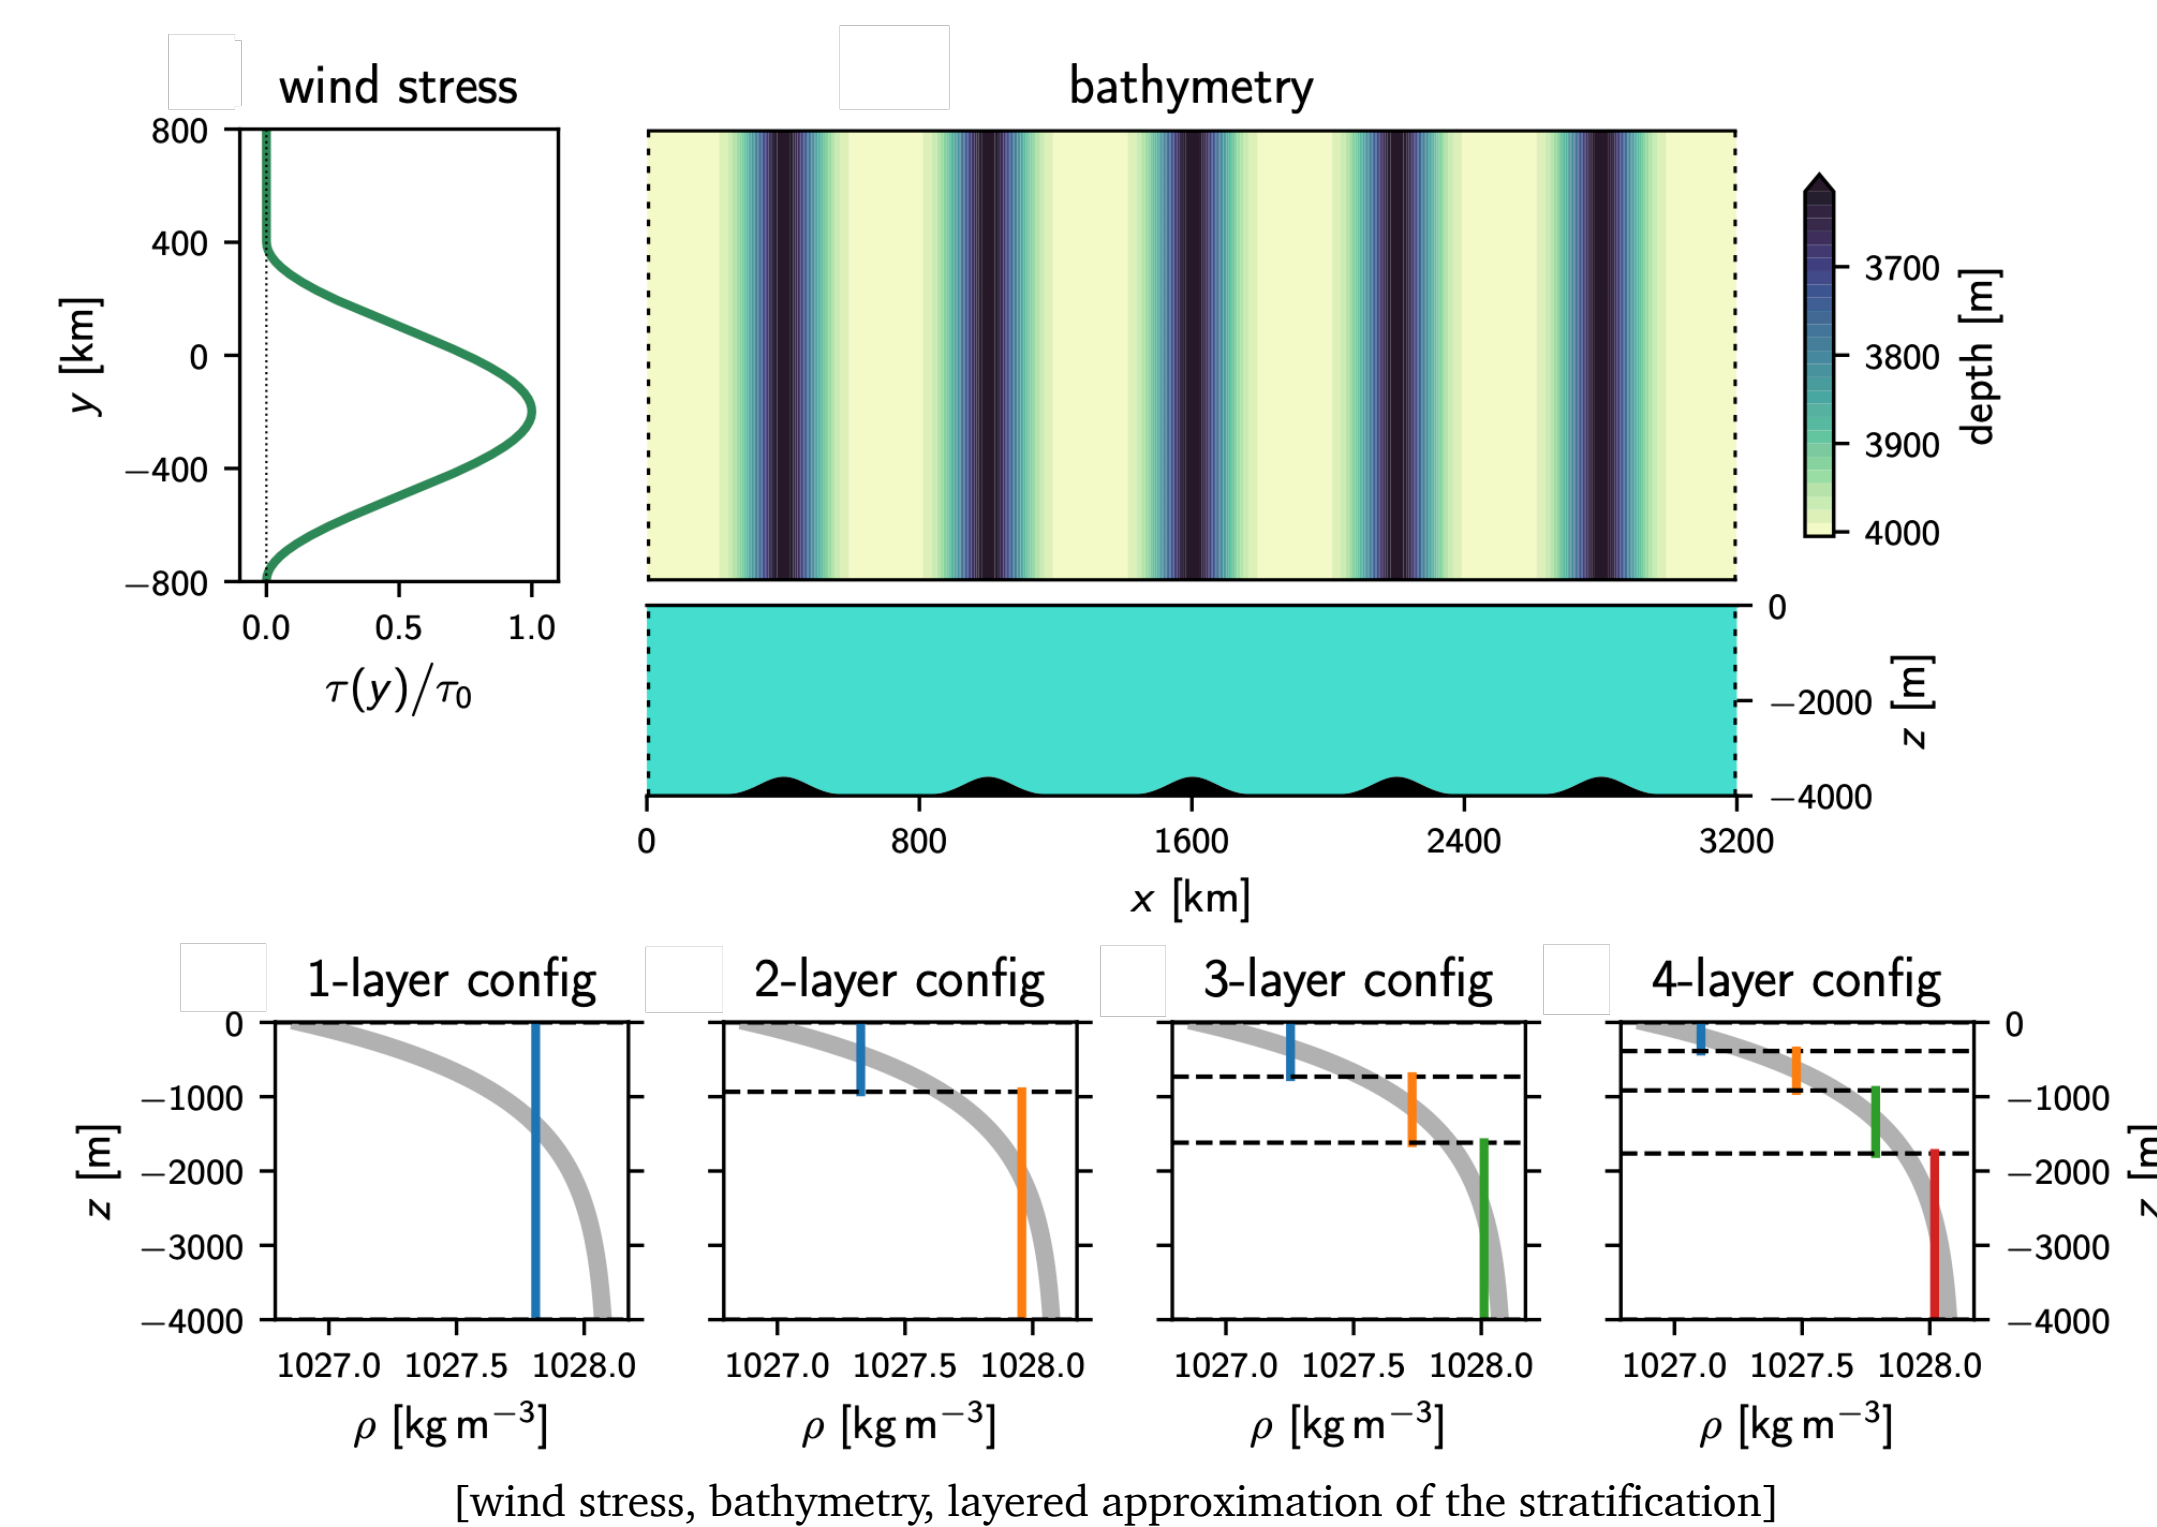 wind stress
bathymetry
800
400
0
−400
−800
y [km]
0.0 0.5 1.0
τ(y)/τ0
3700
3800
3900
4000
depth [m]
0
−2000
−4000
z [m]
0 800 1600 2400 3200
x [km]
1-layer config
2-layer config
3-layer config
4-layer config
0
−1000
−2000
−3000
−4000
z [m]
1027.0 1027.5 1028.0
ρ [kg m−3]
1027.0 1027.5 1028.0
ρ [kg m−3]
1027.0 1027.5 1028.0
ρ [kg m−3]
1027.0 1027.5 1028.0
ρ [kg m−3]
0
−1000
−2000
−3000
−4000
z [m]
[wind stress, bathymetry, layered approximation of the stratification]